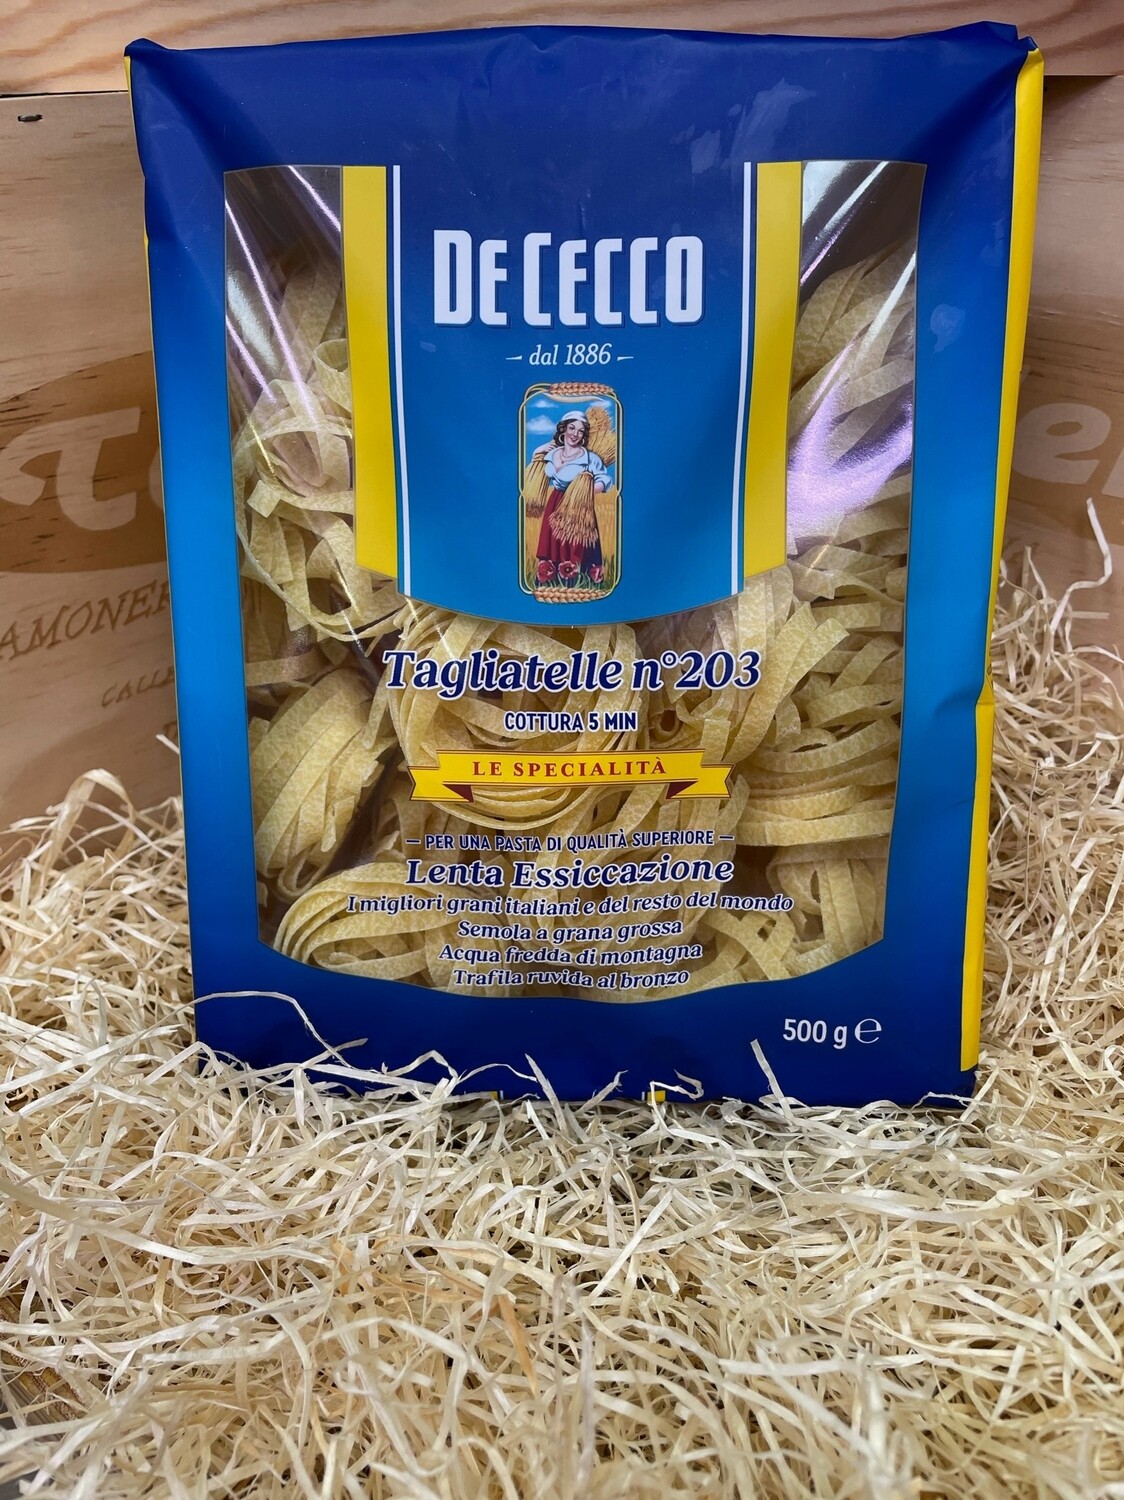 DE CECCO
– dal 1886 –
Tagliatelle n°203
COTTURA 5 MIN
LE SPECIALITÀ
– PER UNA PASTA DI QUALITÀ SUPERIORE –
Lenta Essiccazione
I migliori grani italiani e del resto del mondo
Semola a grana grossa
Acqua fredda di montagna
Trafila ruvida al bronzo
500 g ℮